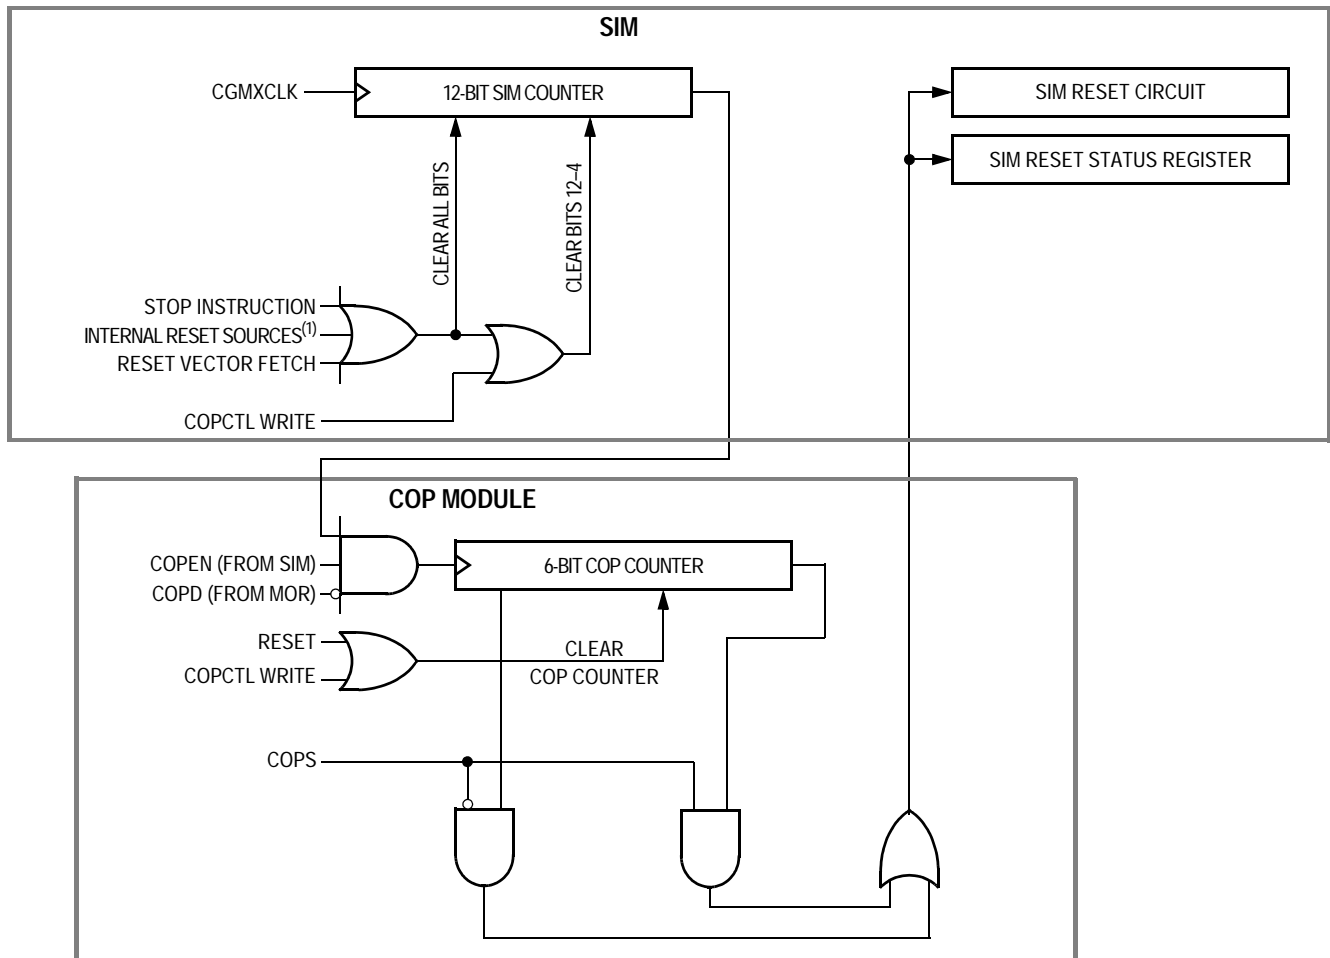 SIM
CGMXCLK
12-BIT SIM COUNTER
SIM RESET CIRCUIT
SIM RESET STATUS REGISTER
CLEAR ALL BITS
CLEAR BITS 12–4
STOP INSTRUCTION
INTERNAL RESET SOURCES(1)
RESET VECTOR FETCH
COPCTL WRITE
COP MODULE
COPEN (FROM SIM)
COPD (FROM MOR)
6-BIT COP COUNTER
RESET
COPCTL WRITE
CLEAR
COP COUNTER
COPS